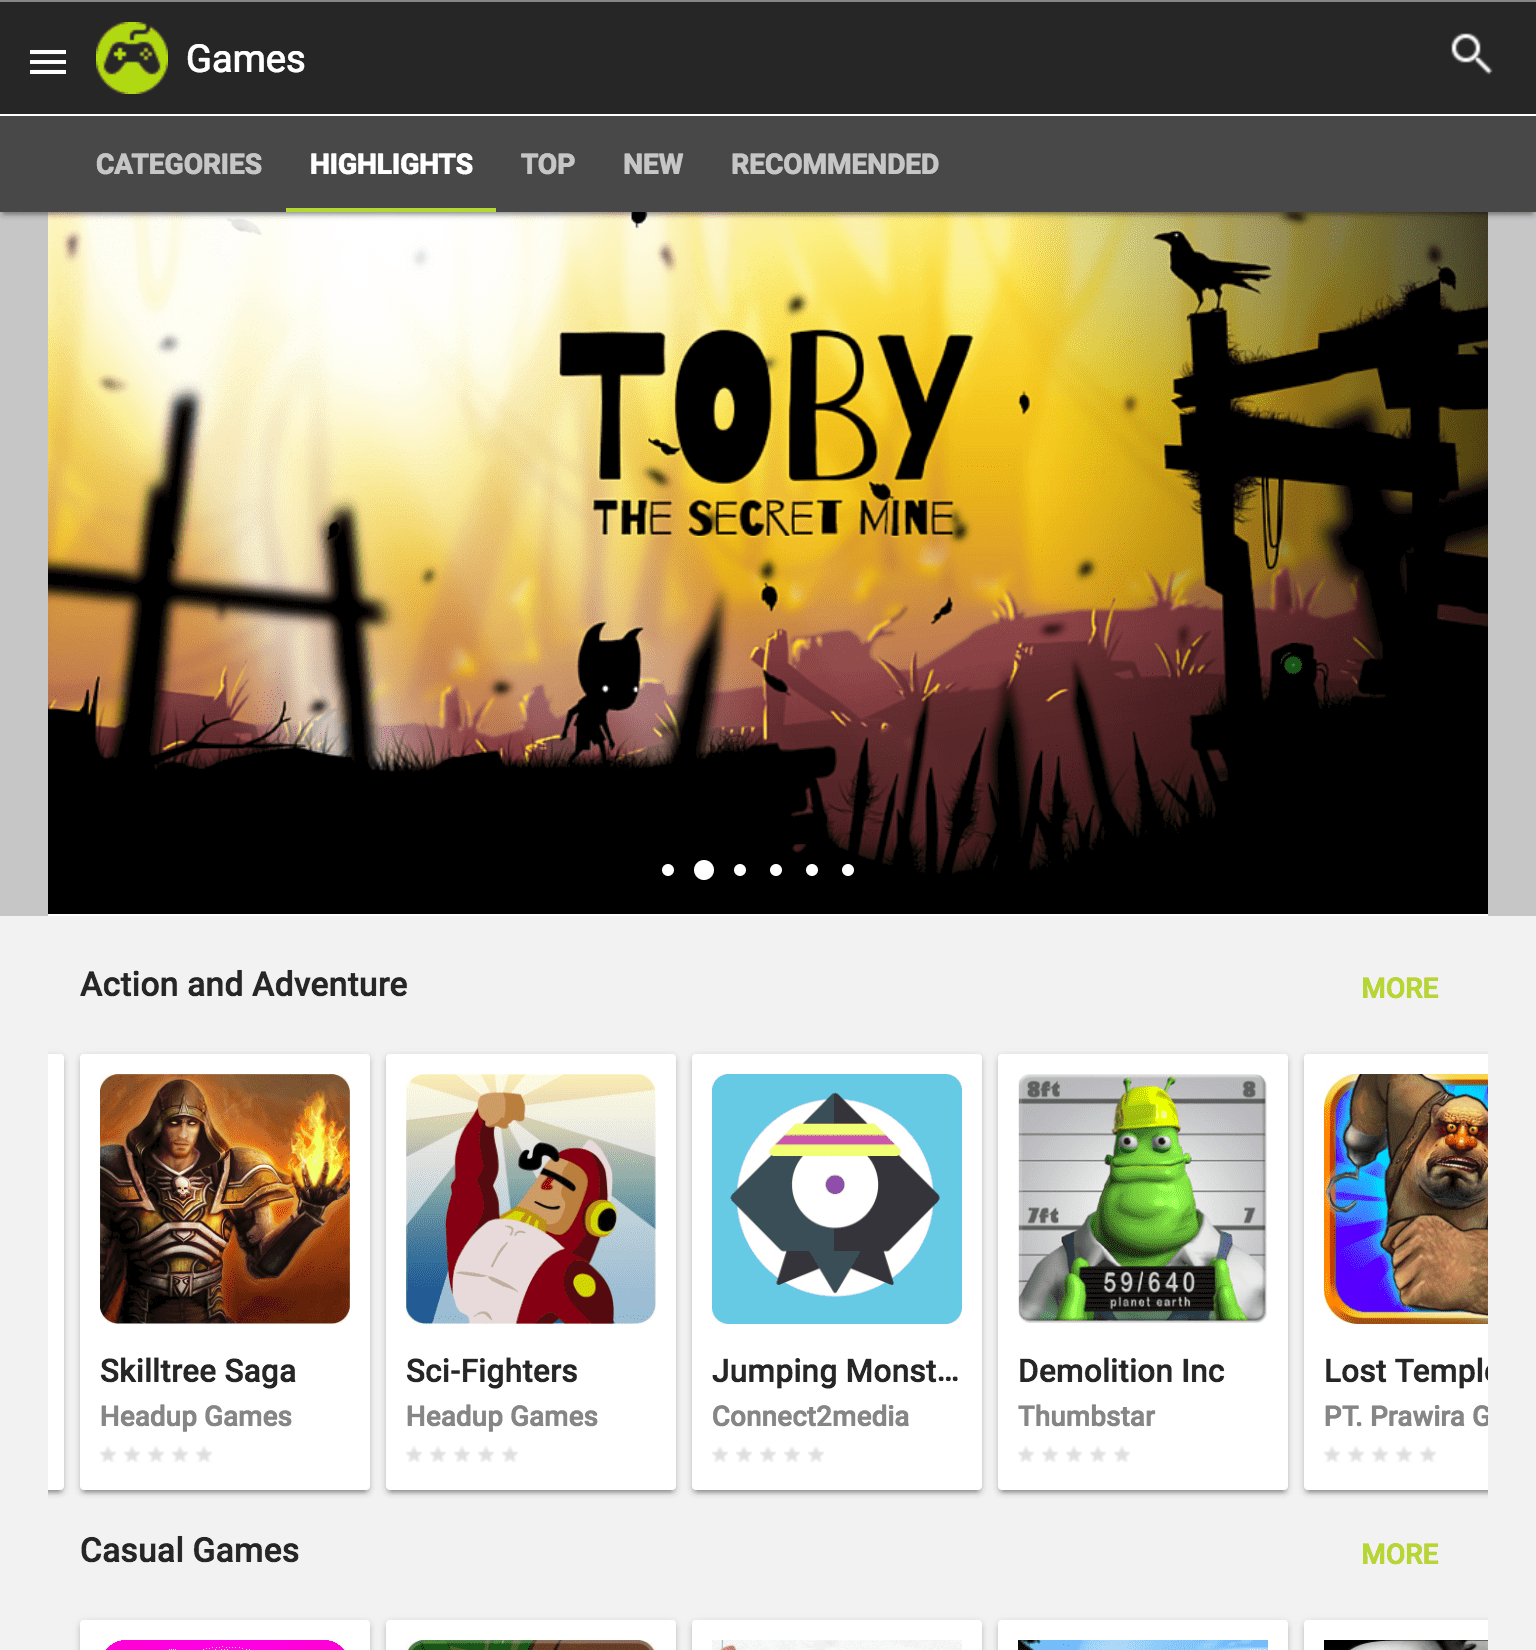 Games
CATEGORIES HIGHLIGHTS TOP NEW RECOMMENDED
TOBY
THE SECRET MINE
Action and Adventure MORE
8ft 8
7ft 7
59/640
planet earth
Skilltree Saga
Headup Games
Sci-Fighters
Headup Games
Jumping Monst...
Connect2media
Demolition Inc
Thumbstar
Lost Temple
PT. Prawira G
Casual Games MORE